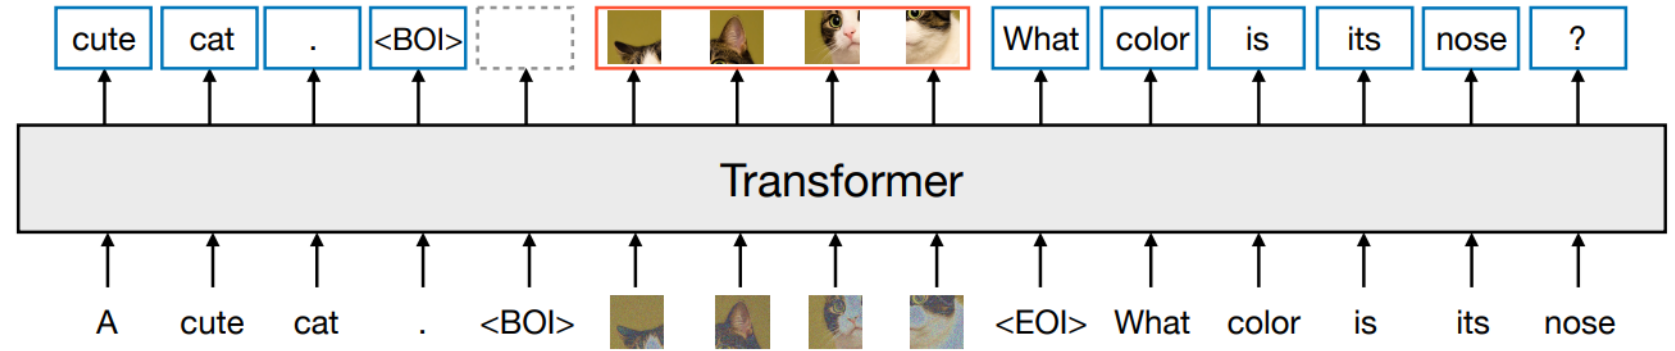 cute cat . <BOI> What color is its nose ?
Transformer
A cute cat . <BOI> <EOI> What color is its nose